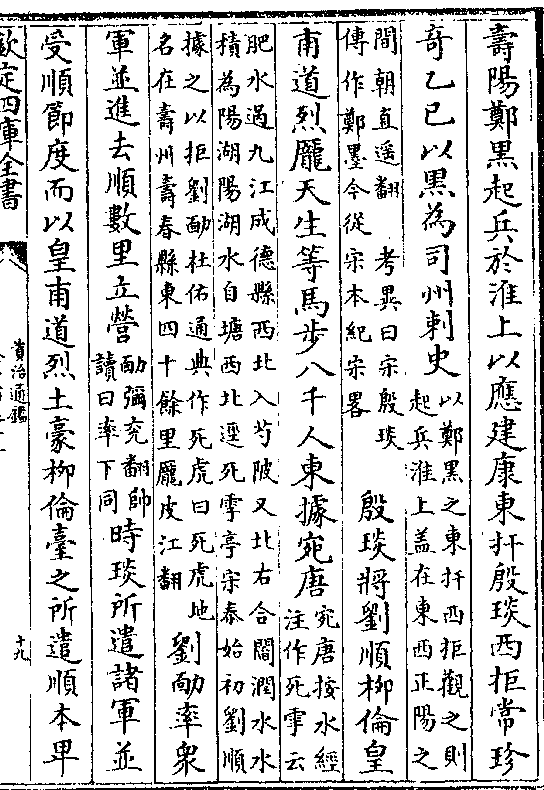 壽陽鄭黒起兵於淮上以應建康東扞殷琰西拒常珍
竒乙已以黒為司州刺史
以鄭黒之東扞西拒觀之則
起兵淮上盖在東西正陽之
間朝直遥翻 考異曰宋殷琰
傳作鄭墨今從宋本紀宋畧
殷琰將劉順柳倫皇
甫道烈龎天生等馬歩八千人東據宛唐
宛唐按水經
注作死雩云
肥水過九江成德縣西北入芍陂又北右合閻澗水水
積為陽湖陽湖水自塘西北逕死雩亭宋泰始初劉順
據之以拒劉勔杜佑通典作死虎曰死虎地
名在壽州壽春縣東四十餘里龎皮江翻
劉勔率衆
軍並進去順數里立營
勔彌兖翻帥
讀曰率下同
時琰所遣諸軍並
受順節度而以皇甫道烈土豪柳倫臺之所遣順本卑
欽定四庫全書
資治通鑑
十九